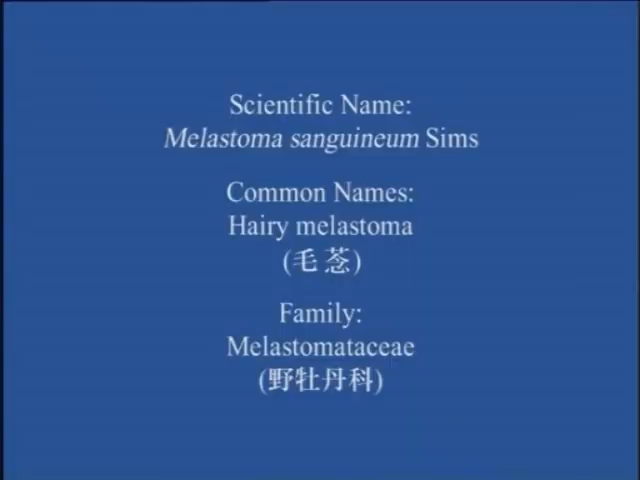 Scientific Name:
Melastoma sanguineum Sims
Common Names:
Hairy melastoma
(毛菍)
Family:
Melastomataceae
(野牡丹科)